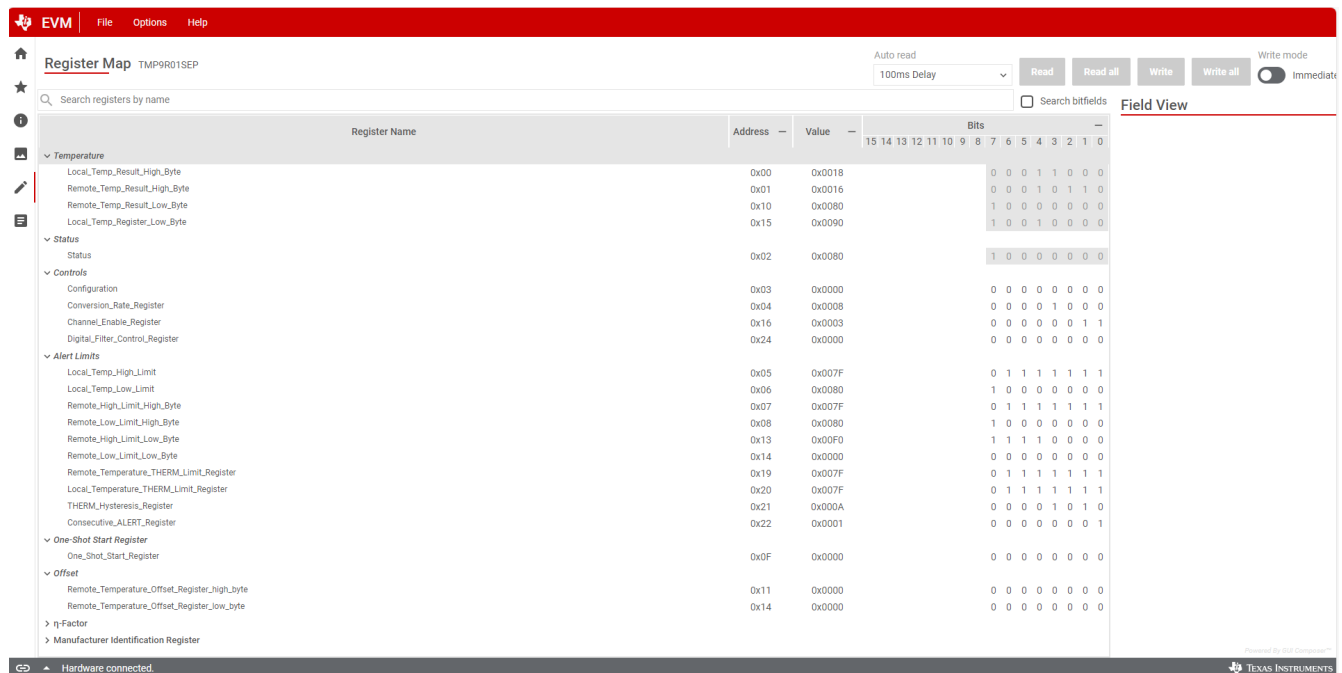 EVM File Options Help
Register Map TMP9R01SEP
Auto read
100ms Delay
Read Read all Write Write all
Write mode
Immediate
Search registers by name
Search bitfields
Field View
Register Name Address Value Bits
15 14 13 12 11 10 9 8 7 6 5 4 3 2 1 0
Temperature
Local_Temp_Result_High_Byte 0x00 0x0018 0 0 0 1 1 0 0 0
Remote_Temp_Result_High_Byte 0x01 0x0016 0 0 0 1 0 1 1 0
Remote_Temp_Result_Low_Byte 0x10 0x0080 1 0 0 0 0 0 0 0
Local_Temp_Register_Low_Byte 0x15 0x0090 1 0 0 1 0 0 0 0
Status
Status 0x02 0x0080 1 0 0 0 0 0 0 0
Controls
Configuration 0x03 0x0000 0 0 0 0 0 0 0 0
Conversion_Rate_Register 0x04 0x0008 0 0 0 0 1 0 0 0
Channel_Enable_Register 0x16 0x0003 0 0 0 0 0 0 1 1
Digital_Filter_Control_Register 0x24 0x0000 0 0 0 0 0 0 0 0
Alert Limits
Local_Temp_High_Limit 0x05 0x007F 0 1 1 1 1 1 1 1
Local_Temp_Low_Limit 0x06 0x0080 1 0 0 0 0 0 0 0
Remote_High_Limit_High_Byte 0x07 0x007F 0 1 1 1 1 1 1 1
Remote_Low_Limit_High_Byte 0x08 0x0080 1 0 0 0 0 0 0 0
Remote_High_Limit_Low_Byte 0x13 0x00F0 1 1 1 1 0 0 0 0
Remote_Low_Limit_Low_Byte 0x14 0x0000 0 0 0 0 0 0 0 0
Remote_Temperature_THERM_Limit_Register 0x19 0x007F 0 1 1 1 1 1 1 1
Local_Temperature_THERM_Limit_Register 0x20 0x007F 0 1 1 1 1 1 1 1
THERM_Hysteresis_Register 0x21 0x000A 0 0 0 0 1 0 1 0
Consecutive_ALERT_Register 0x22 0x0001 0 0 0 0 0 0 0 1
One-Shot Start Register
One_Shot_Start_Register 0x0F 0x0000 0 0 0 0 0 0 0 0
Offset
Remote_Temperature_Offset_Register_high_byte 0x11 0x0000 0 0 0 0 0 0 0 0
Remote_Temperature_Offset_Register_low_byte 0x14 0x0000 0 0 0 0 0 0 0 0
η-Factor
Manufacturer Identification Register
Powered By GUI Composer™
Hardware connected.
TEXAS INSTRUMENTS